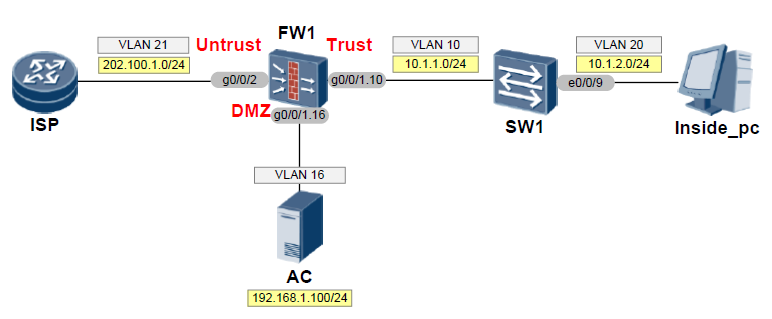 FW1
VLAN 21
Untrust
Trust
VLAN 10
VLAN 20
202.100.1.0/24
10.1.1.0/24
10.1.2.0/24
g0/0/2
g0/0/1.10
e0/0/9
ISP
DMZ
g0/0/1.16
SW1
Inside_pc
VLAN 16
AC
192.168.1.100/24